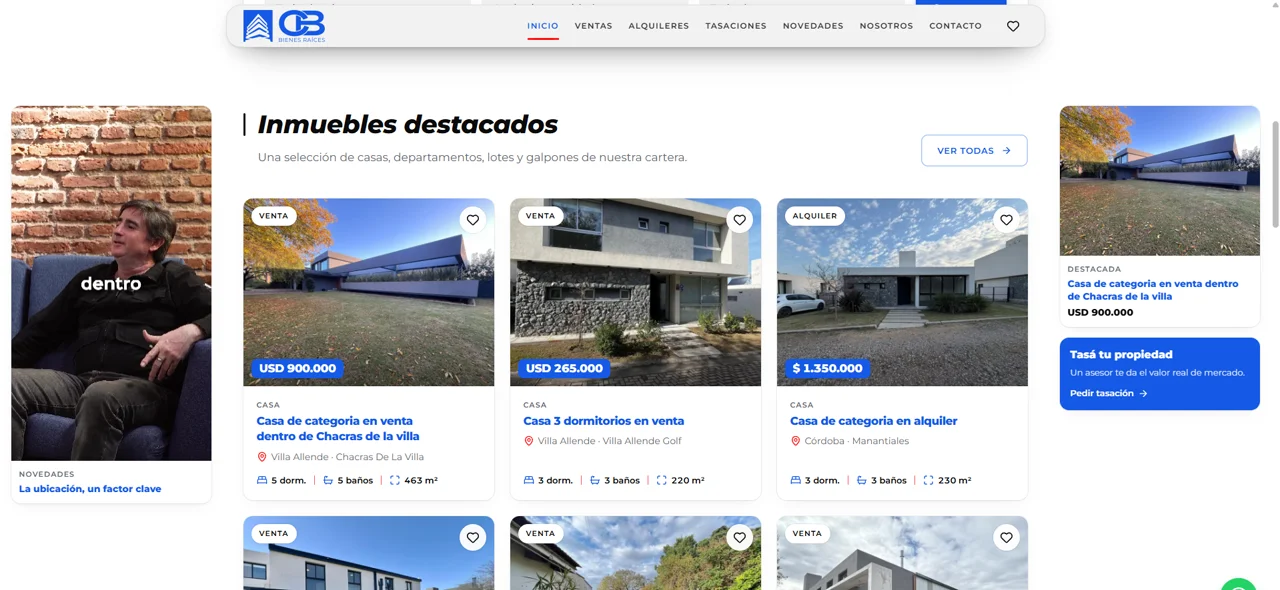 CB
BIENES RAÍCES
INICIO
VENTAS
ALQUILERES
TASACIONES
NOVEDADES
NOSOTROS
CONTACTO
Inmuebles destacados
Una selección de casas, departamentos, lotes y galpones de nuestra cartera.
VER TODAS →
dentro
NOVEDADES
La ubicación, un factor clave
VENTA
USD 900.000
CASA
Casa de categoria en venta
dentro de Chacras de la villa
Villa Allende · Chacras De La Villa
5 dorm. | 5 baños | 463 m²
VENTA
USD 265.000
CASA
Casa 3 dormitorios en venta
Villa Allende · Villa Allende Golf
3 dorm. | 3 baños | 220 m²
ALQUILER
$ 1.350.000
CASA
Casa de categoria en alquiler
Córdoba · Manantiales
3 dorm. | 3 baños | 230 m²
VENTA
VENTA
VENTA
DESTACADA
Casa de categoria en venta dentro
de Chacras de la villa
USD 900.000
Tasá tu propiedad
Un asesor te da el valor real de mercado.
Pedir tasación →